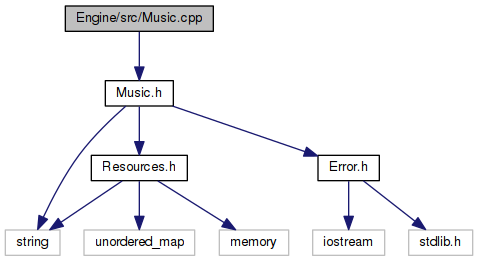 Engine/src/Music.cpp
Music.h
Resources.h
Error.h
string
unordered_map
memory
iostream
stdlib.h